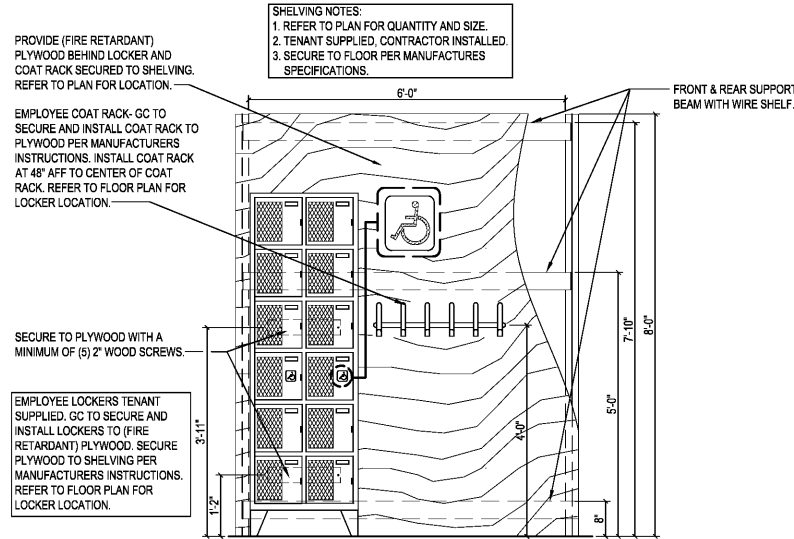 SHELVING NOTES:
1. REFER TO PLAN FOR QUANTITY AND SIZE.
2. TENANT SUPPLIED, CONTRACTOR INSTALLED.
3. SECURE TO FLOOR PER MANUFACTURES
SPECIFICATIONS.
PROVIDE (FIRE RETARDANT)
PLYWOOD BEHIND LOCKER AND
COAT RACK SECURED TO SHELVING.
REFER TO PLAN FOR LOCATION.
6'-0"
FRONT & REAR SUPPORT
BEAM WITH WIRE SHELF.
EMPLOYEE COAT RACK- GC TO
SECURE AND INSTALL COAT RACK TO
PLYWOOD PER MANUFACTURERS
INSTRUCTIONS. INSTALL COAT RACK
AT 48" AFF TO CENTER OF COAT
RACK. REFER TO FLOOR PLAN FOR
LOCKER LOCATION.
SECURE TO PLYWOOD WITH A
MINIMUM OF (5) 2" WOOD SCREWS.
EMPLOYEE LOCKERS TENANT
SUPPLIED. GC TO SECURE AND
INSTALL LOCKERS TO (FIRE
RETARDANT) PLYWOOD. SECURE
PLYWOOD TO SHELVING PER
MANUFACTURERS INSTRUCTIONS.
REFER TO FLOOR PLAN FOR
LOCKER LOCATION.
3'-11"
1'-2"
4'-0"
8"
5'-0"
7'-10"
8'-0"